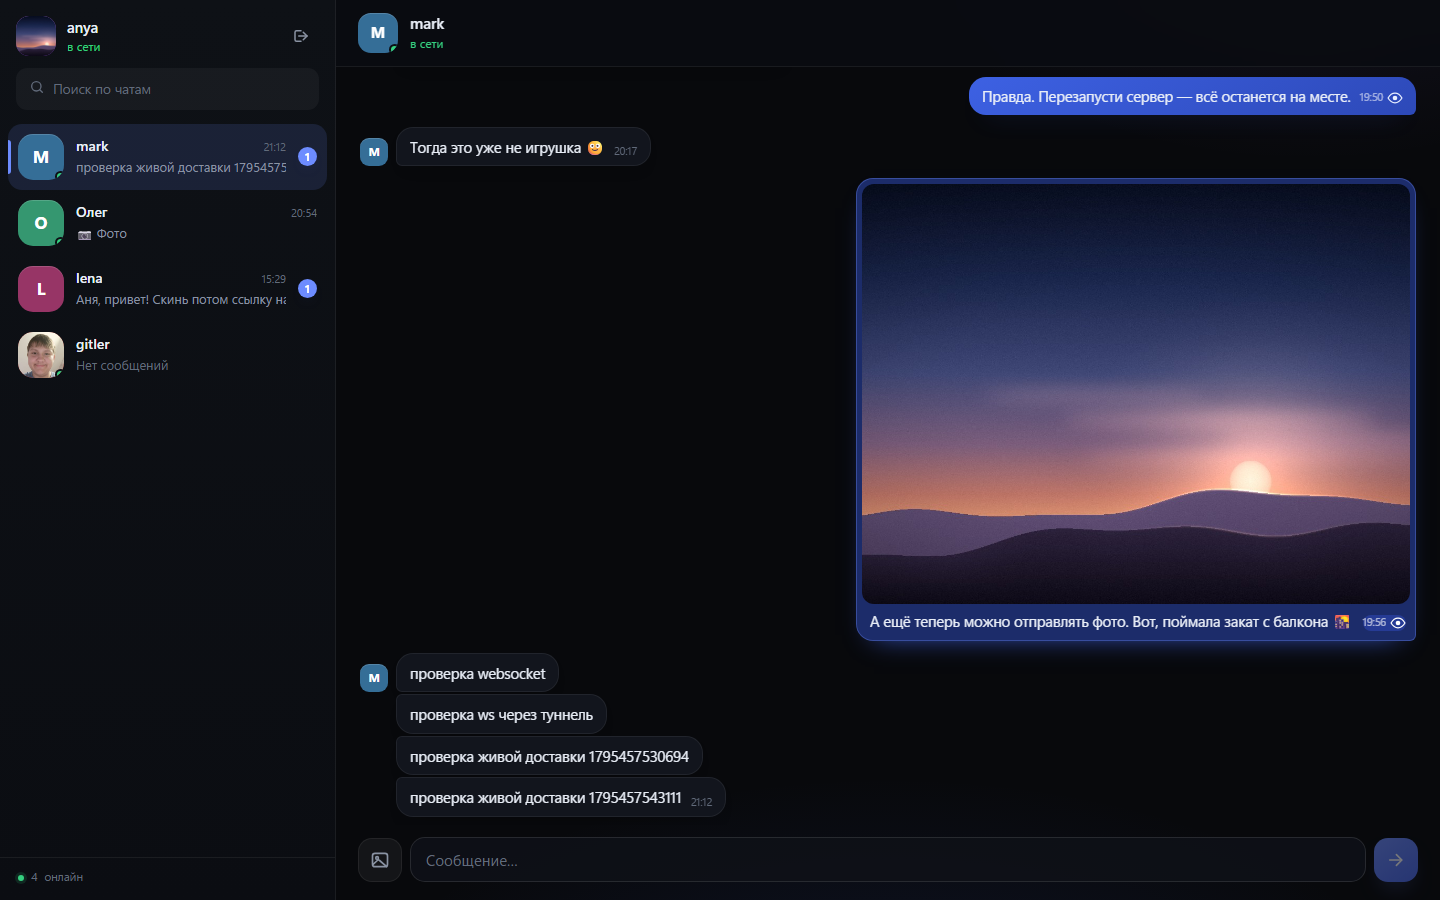 anya
в сети
Поиск по чатам
M
mark
21:12
проверка живой доставки 17954575
1
О
Олег
20:54
Фото
L
lena
15:29
Аня, привет! Скинь потом ссылку на
1
gitler
Нет сообщений
4 онлайн
M
mark
в сети
Правда. Перезапусти сервер — всё останется на месте. 19:50
M
Тогда это уже не игрушка 20:17
А ещё теперь можно отправлять фото. Вот, поймала закат с балкона 19:56
M
проверка websocket
проверка ws через туннель
проверка живой доставки 1795457530694
проверка живой доставки 1795457543111 21:12
Сообщение...